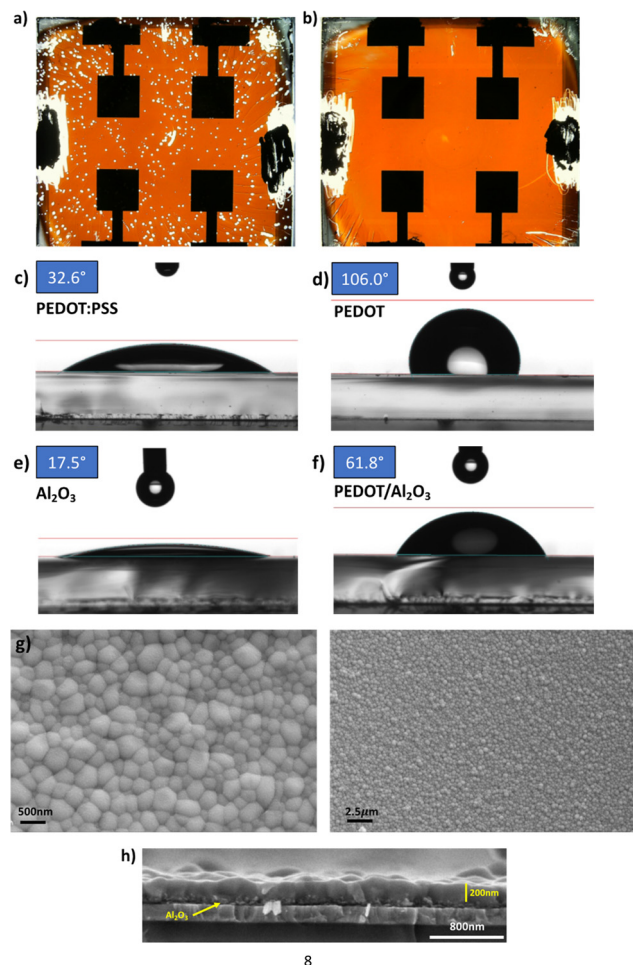 a)
b)
c)
32.6°
PEDOT:PSS
d)
106.0°
PEDOT
e)
17.5°
Al₂O₃
f)
61.8°
PEDOT/Al₂O₃
g)
500nm
2.5μm
h)
200nm
Al₂O₃
800nm
8